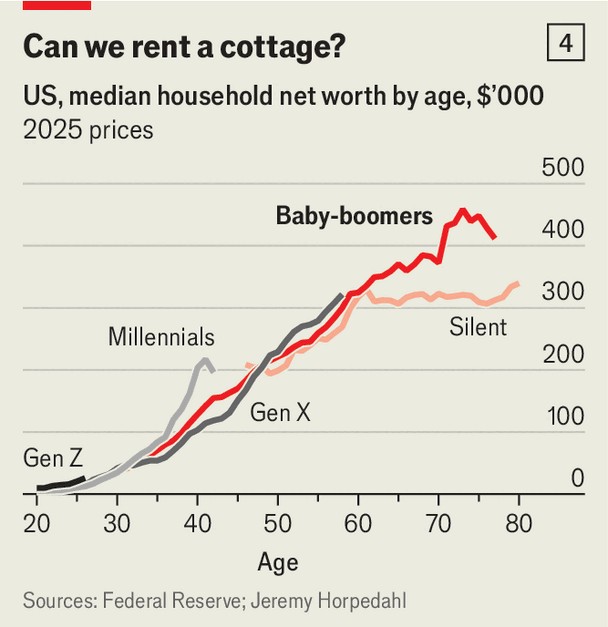 Can we rent a cottage?
4
US, median household net worth by age, $’000
2025 prices
500
Baby-boomers
400
300
Millennials
Silent
200
Gen X
100
Gen Z
0
20 30 40 50 60 70 80
Age
Sources: Federal Reserve; Jeremy Horpedahl